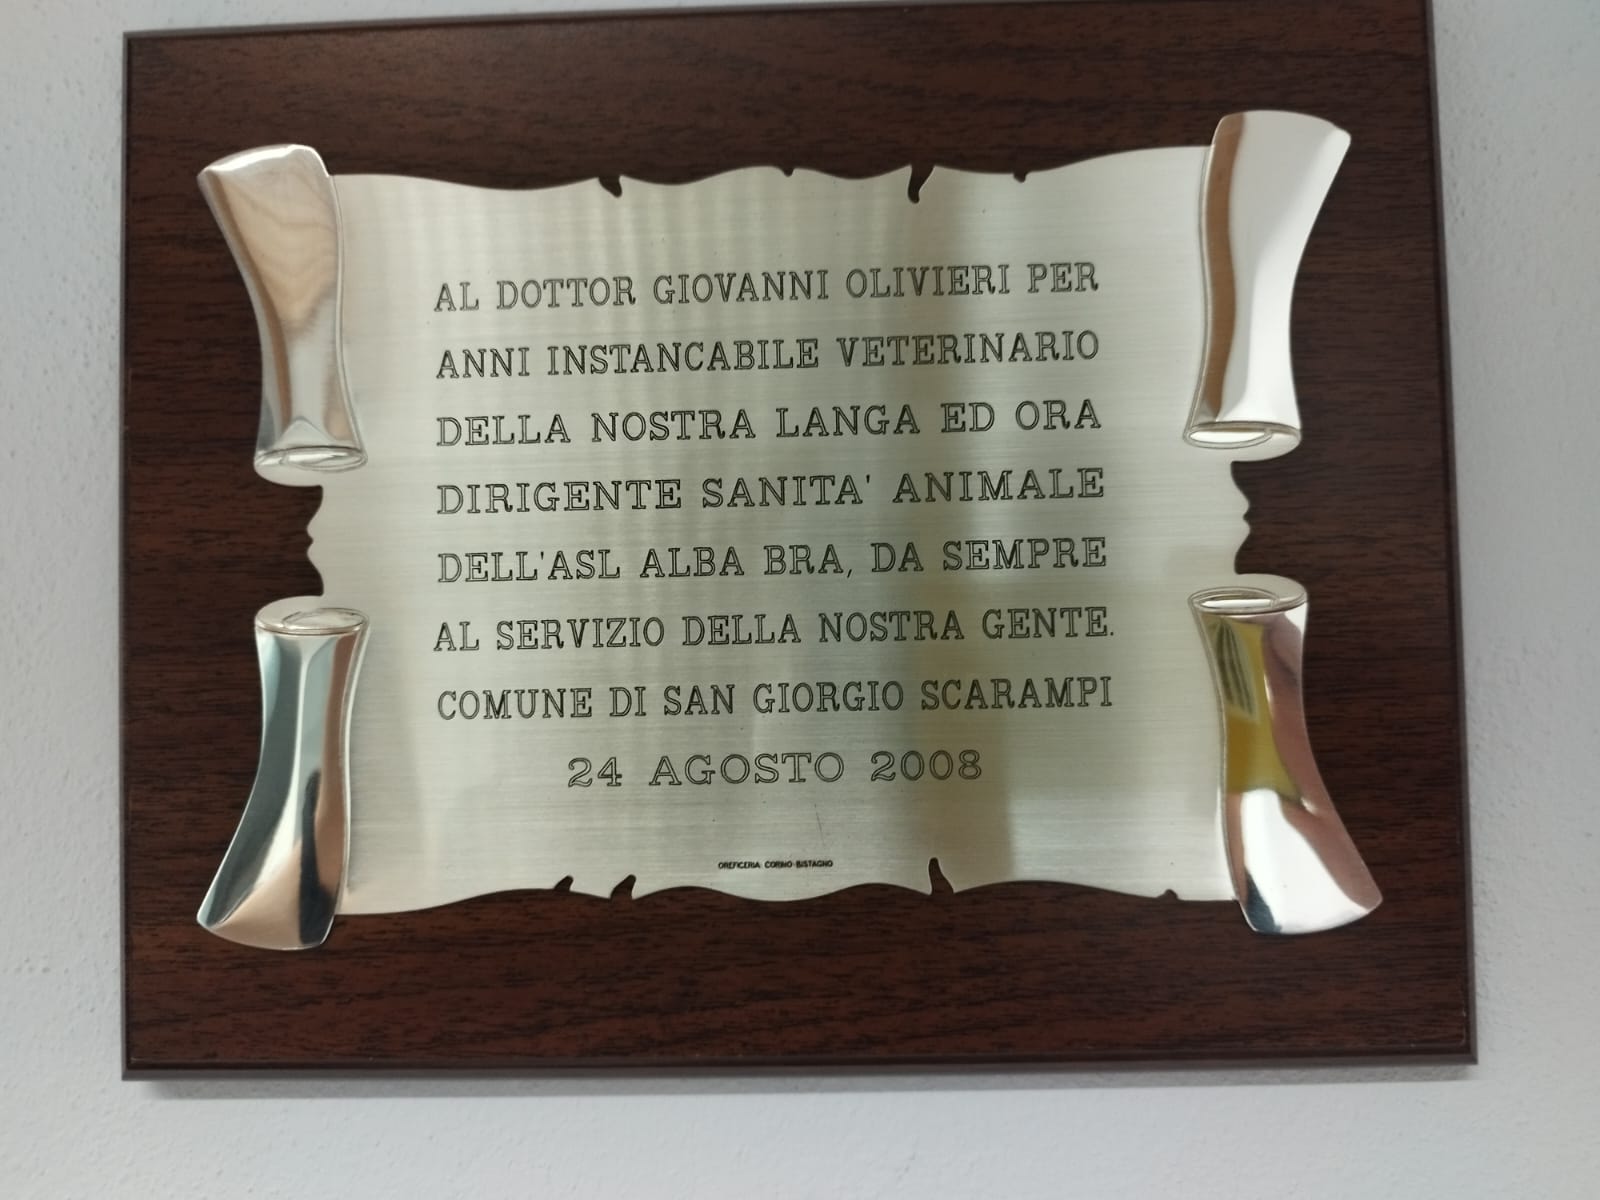 AL DOTTOR GIOVANNI OLIVIERI PER
ANNI INSTANCABILE VETERINARIO
DELLA NOSTRA LANGA ED ORA
DIRIGENTE SANITA' ANIMALE
DELL'ASL ALBA BRA, DA SEMPRE
AL SERVIZIO DELLA NOSTRA GENTE.
COMUNE DI SAN GIORGIO SCARAMPI
24 AGOSTO 2008
OREFICERIA CORINO-BISTAGNO